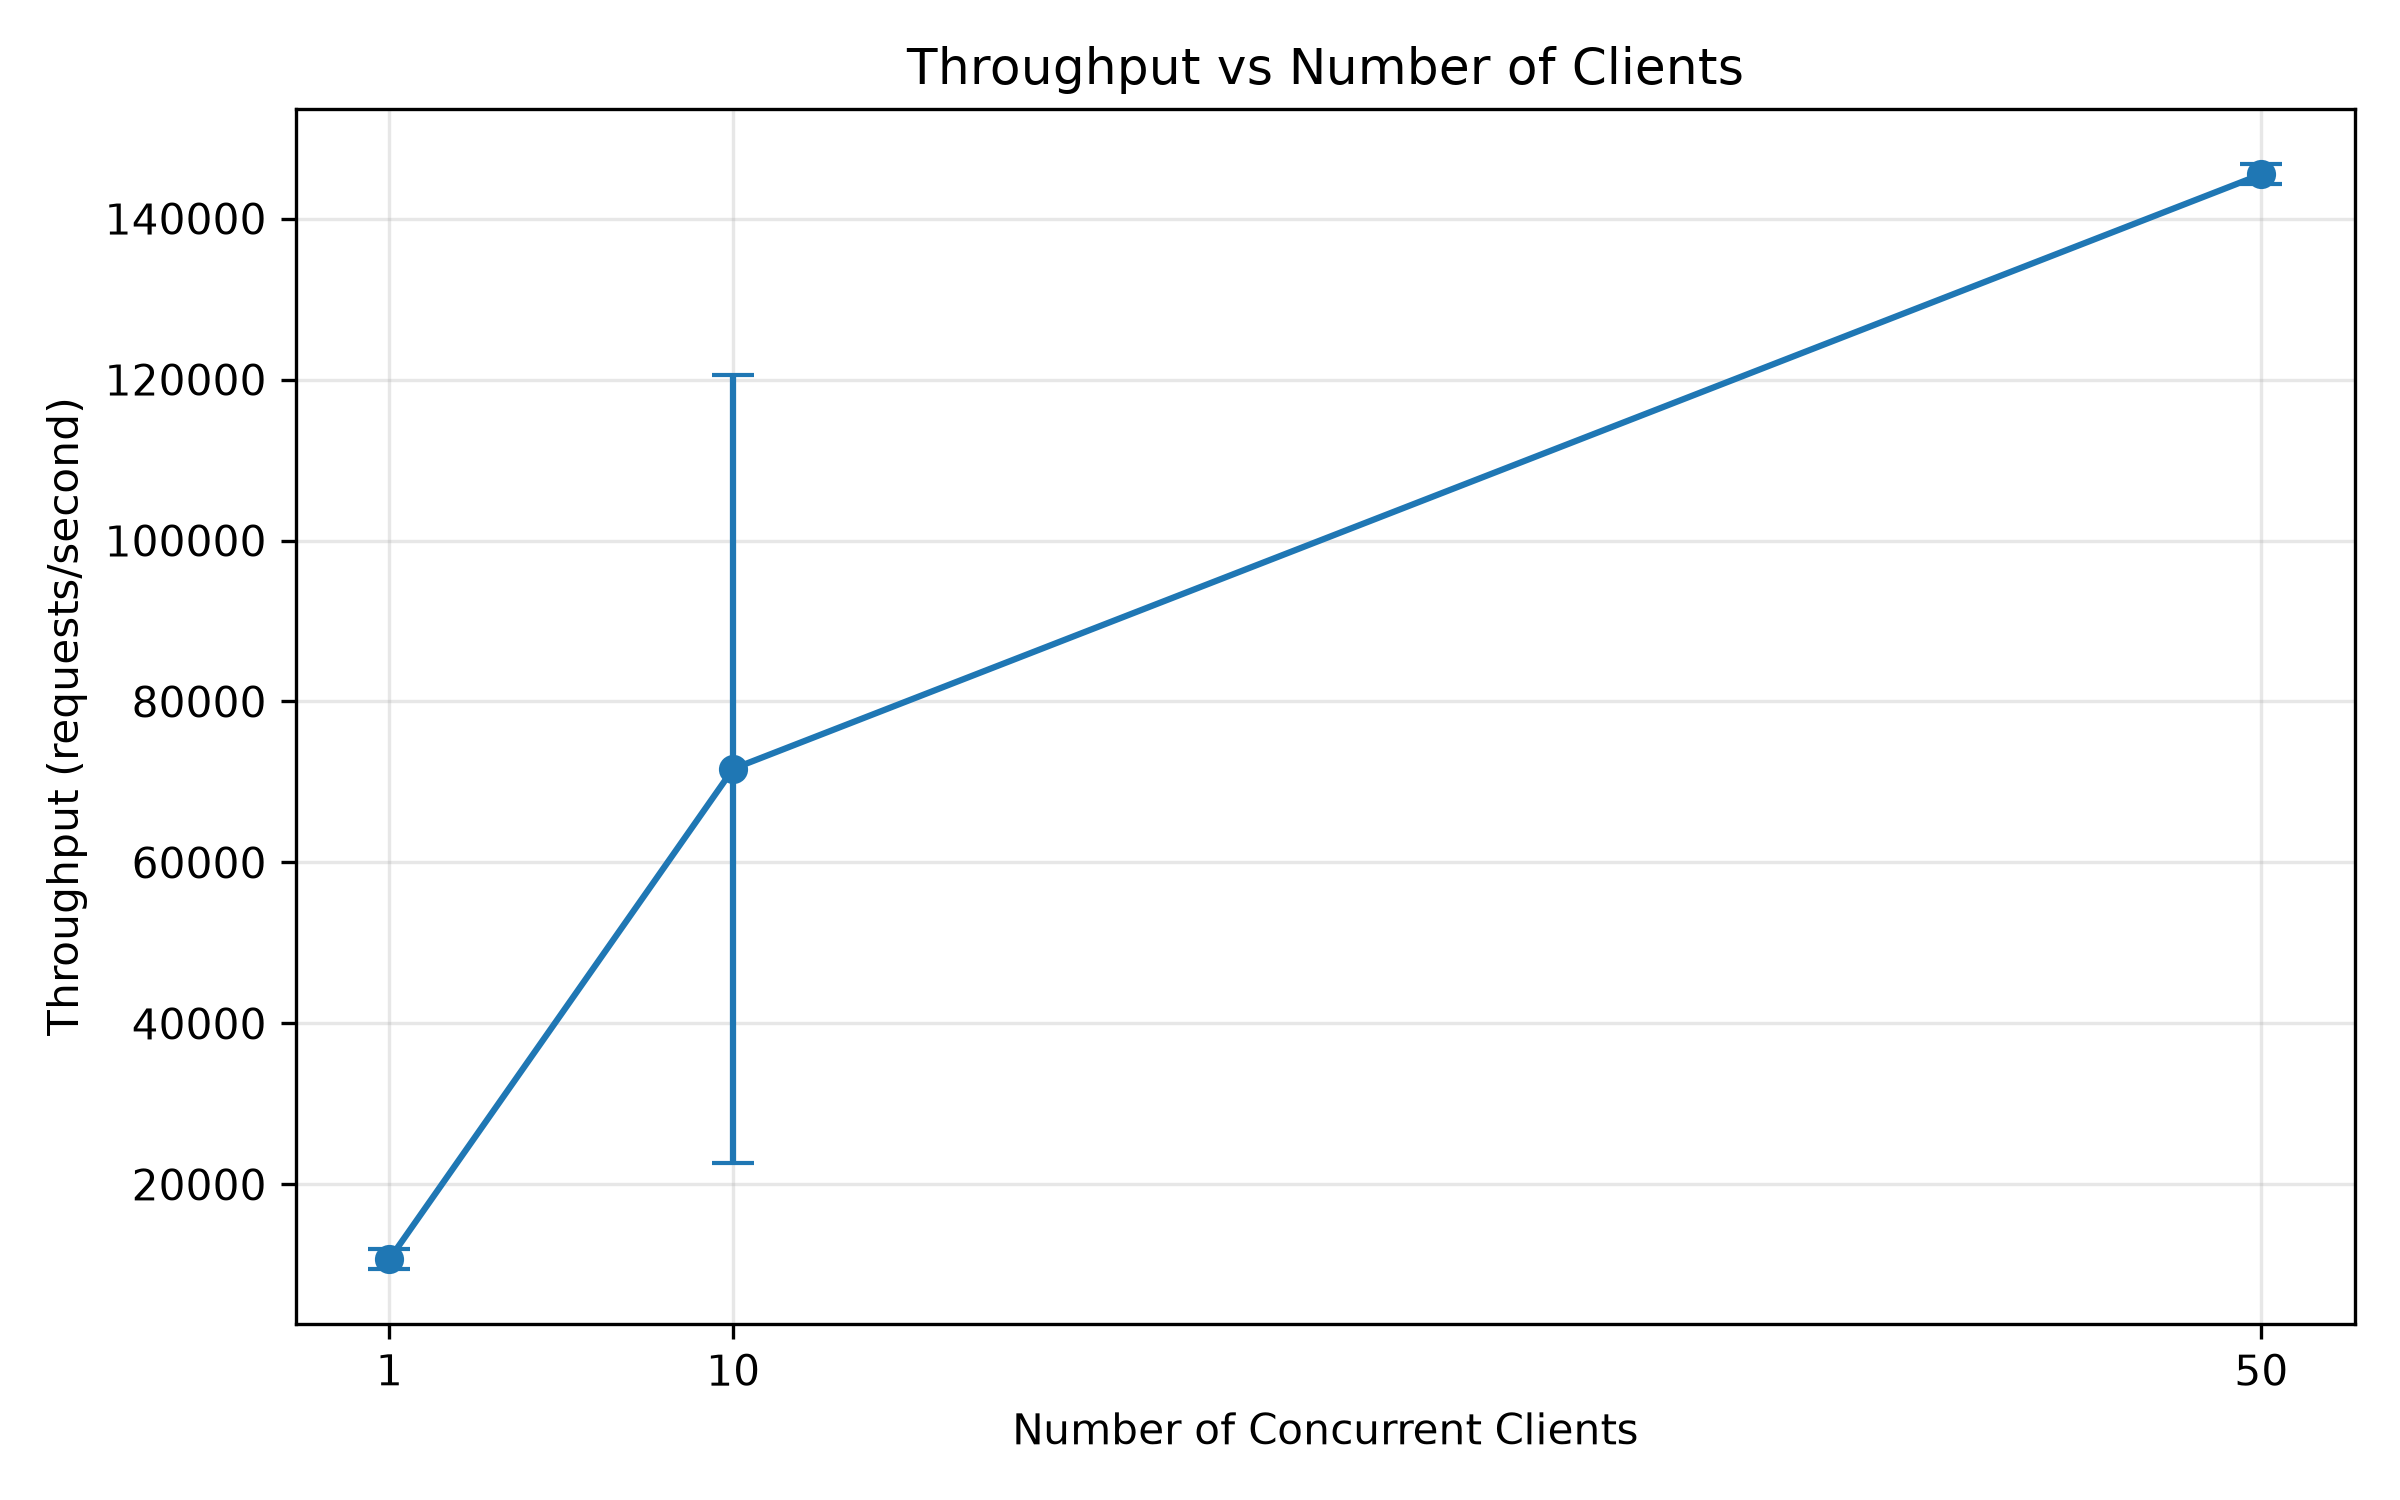 Throughput vs Number of Clients
Throughput (requests/second)
140000
120000
100000
80000
60000
40000
20000
1 10 50
Number of Concurrent Clients